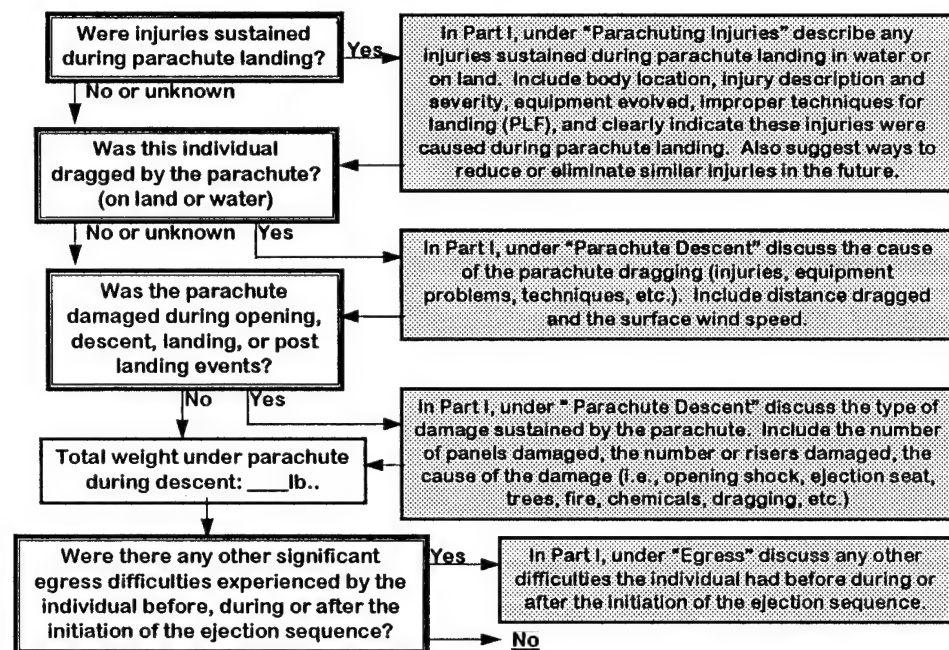 Were injuries sustained
during parachute landing?
Yes
In Part I, under "Parachuting Injuries" describe any
injuries sustained during parachute landing in water or
on land. Include body location, injury description and
severity, equipment evolved, improper techniques for
landing (PLF), and clearly indicate these injuries were
caused during parachute landing. Also suggest ways to
reduce or eliminate similar injuries in the future.
No or unknown
Was this individual
dragged by the parachute?
(on land or water)
No or unknown
Yes
In Part I, under "Parachute Descent" discuss the cause
of the parachute dragging (injuries, equipment
problems, techniques, etc.). Include distance dragged
and the surface wind speed.
Was the parachute
damaged during opening,
descent, landing, or post
landing events?
No
Yes
In Part I, under " Parachute Descent" discuss the type of
damage sustained by the parachute. Include the number
of panels damaged, the number or risers damaged, the
cause of the damage (i.e., opening shock, ejection seat,
trees, fire, chemicals, dragging, etc.)
Total weight under parachute
during descent: ____lb..
Were there any other significant
egress difficulties experienced by the
individual before, during or after the
initiation of the ejection sequence?
Yes
In Part I, under "Egress" discuss any other
difficulties the individual had before during or
after the initiation of the ejection sequence.
No